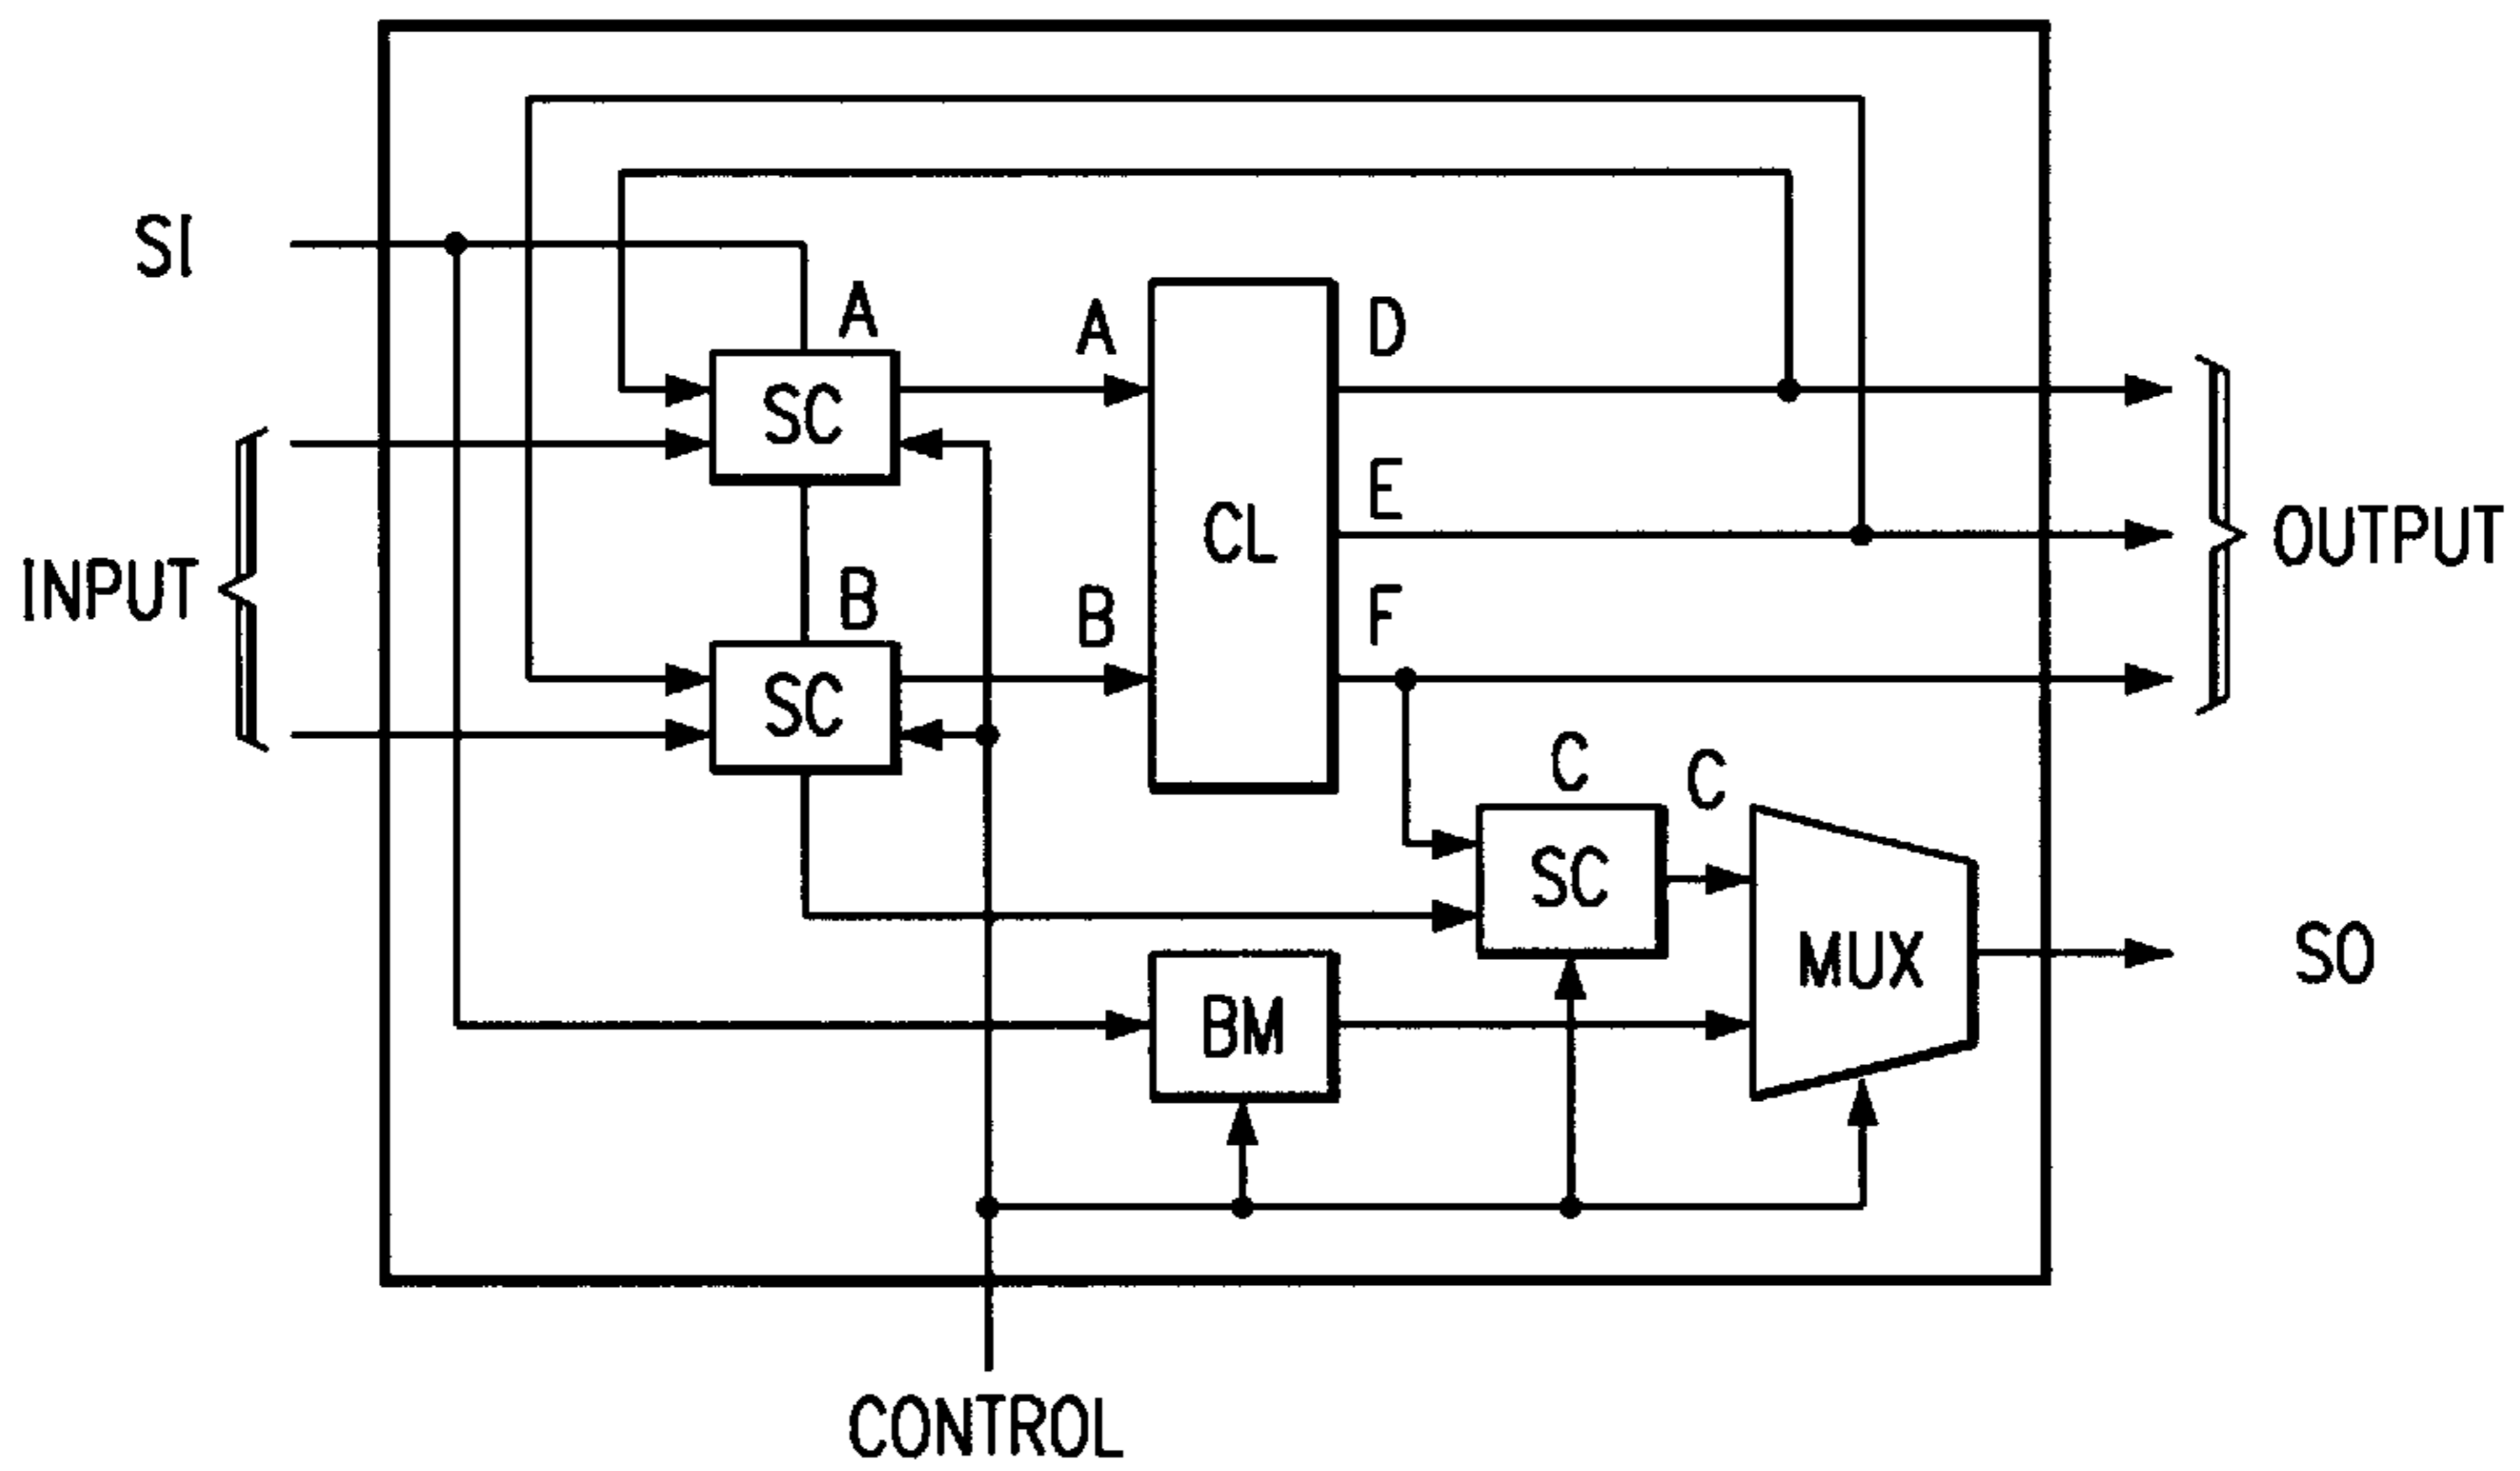 SI
A
A
D
SC
E
INPUT
CL
OUTPUT
B
B
F
SC
C
C
SC
MUX
SO
BM
CONTROL